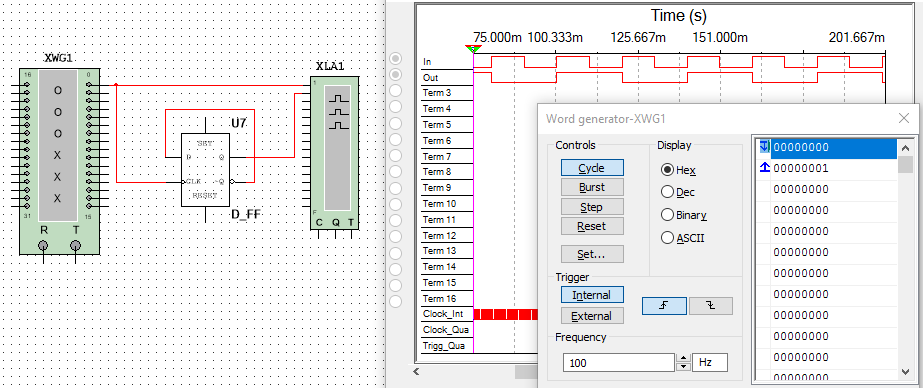 XWG1
16 0
O
O
O
X
X
X
31 15
R T
U7
SET
D Q
CLK Q
RESET
D_FF
XLA1
1
F
C Q T
Time (s)
75.000m 100.333m 125.667m 151.000m 201.667m
In
Out
Term 3
Term 4
Term 5
Term 6
Term 7
Term 8
Term 9
Term 10
Term 11
Term 12
Term 13
Term 14
Term 15
Term 16
Clock_Int
Clock_Qua
Trigg_Qua
Word generator-XWG1
Controls
Cycle
Burst
Step
Reset
Set...
Display
Hex
Dec
Binary
ASCII
Trigger
Internal
External
Frequency
100 Hz
00000000
00000001
00000000
00000000
00000000
00000000
00000000
00000000
00000000
00000000
00000000
00000000